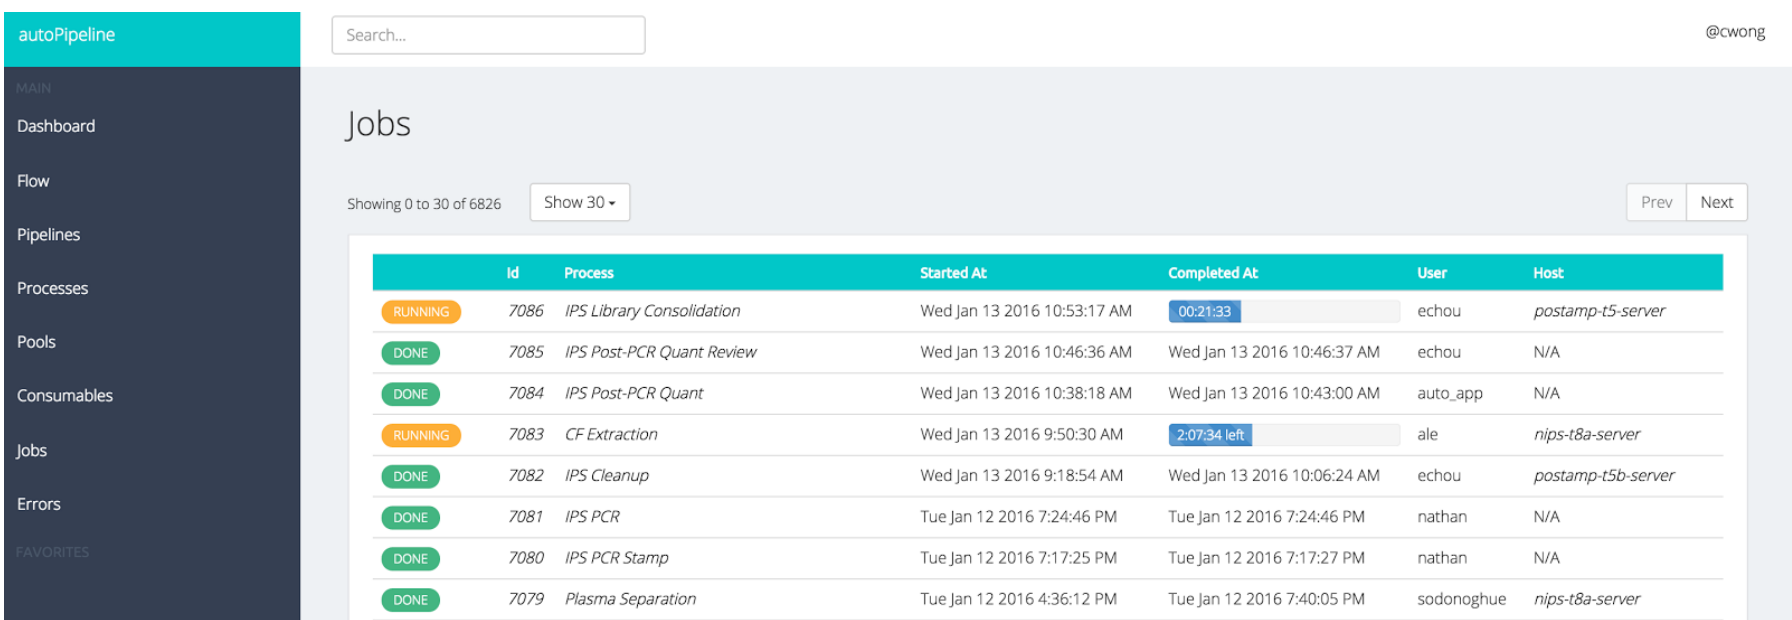 autoPipeline
Search...
@cwong
MAIN
Dashboard
Flow
Pipelines
Processes
Pools
Consumables
Jobs
Errors
FAVORITES
Jobs
Showing 0 to 30 of 6826
Show 30
Prev
Next
Id Process Started At Completed At User Host
RUNNING 7086 IPS Library Consolidation Wed Jan 13 2016 10:53:17 AM 00:21:33 echou postamp-t5-server
DONE 7085 IPS Post-PCR Quant Review Wed Jan 13 2016 10:46:36 AM Wed Jan 13 2016 10:46:37 AM echou N/A
DONE 7084 IPS Post-PCR Quant Wed Jan 13 2016 10:38:18 AM Wed Jan 13 2016 10:43:00 AM auto_app N/A
RUNNING 7083 CF Extraction Wed Jan 13 2016 9:50:30 AM 2:07:34 left ale nips-t8a-server
DONE 7082 IPS Cleanup Wed Jan 13 2016 9:18:54 AM Wed Jan 13 2016 10:06:24 AM echou postamp-t5b-server
DONE 7081 IPS PCR Tue Jan 12 2016 7:24:46 PM Tue Jan 12 2016 7:24:46 PM nathan N/A
DONE 7080 IPS PCR Stamp Tue Jan 12 2016 7:17:25 PM Tue Jan 12 2016 7:17:27 PM nathan N/A
DONE 7079 Plasma Separation Tue Jan 12 2016 4:36:12 PM Tue Jan 12 2016 7:40:05 PM sodonoghue nips-t8a-server